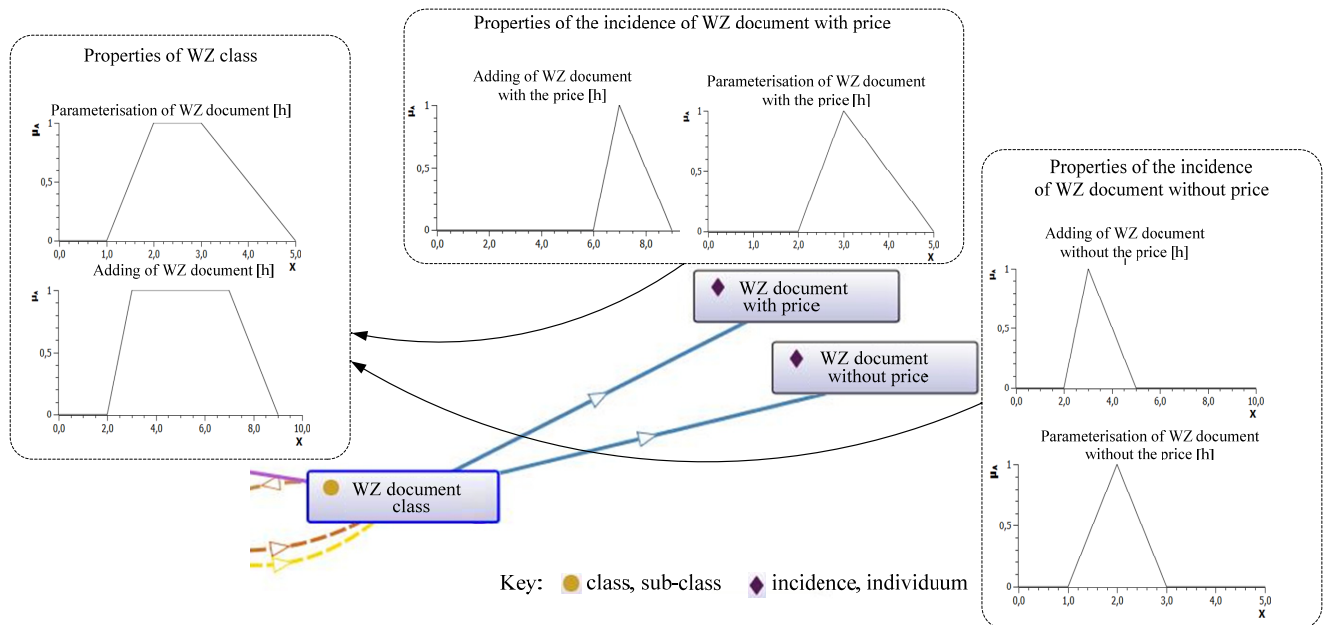 Properties of WZ class
Parameterisation of WZ document [h]
μA
1
0,5
0
0,0 1,0 2,0 3,0 4,0 5,0
X
Adding of WZ document [h]
μA
1
0,5
0
0,0 2,0 4,0 6,0 8,0 10,0
X
Properties of the incidence of WZ document with price
Adding of WZ document
with the price [h]
μA
1
0,5
0
0,0 2,0 4,0 6,0 8,0
Parameterisation of WZ document
with the price [h]
μA
1
0,5
0
0,0 1,0 2,0 3,0 4,0 5,0
X
Properties of the incidence
of WZ document without price
Adding of WZ document
without the price [h]
μA
1
0,5
0
0,0 2,0 4,0 6,0 8,0 10,0
X
Parameterisation of WZ document
without the price [h]
μA
1
0,5
0
0,0 1,0 2,0 3,0 4,0 5,0
X
WZ document
with price
WZ document
without price
WZ document
class
Key: class, sub-class incidence, individuum